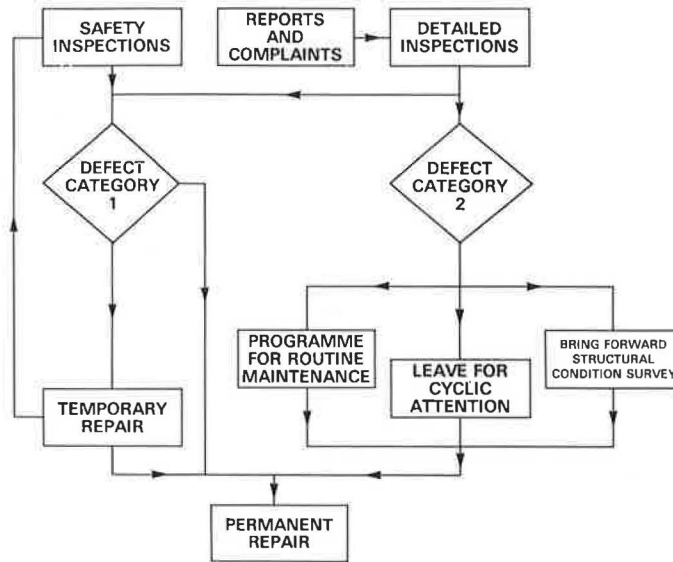 SAFETY
INSPECTIONS
REPORTS
AND
COMPLAINTS
DETAILED
INSPECTIONS
DEFECT
CATEGORY
1
DEFECT
CATEGORY
2
PROGRAMME
FOR ROUTINE
MAINTENANCE
LEAVE FOR
CYCLIC
ATTENTION
BRING FORWARD
STRUCTURAL
CONDITION SURVEY
TEMPORARY
REPAIR
PERMANENT
REPAIR